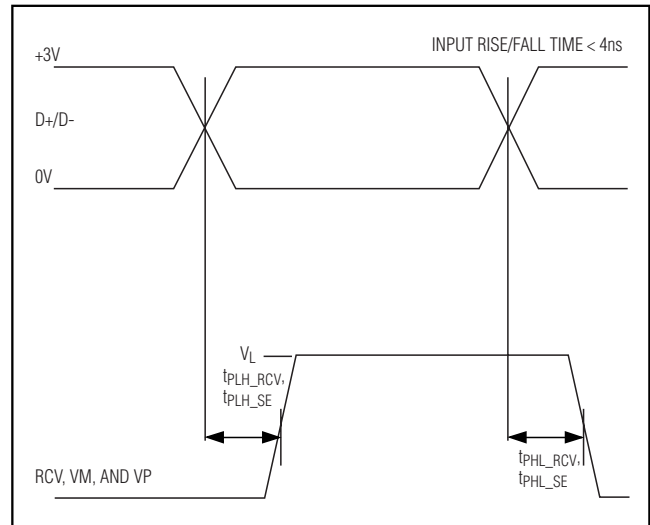 INPUT RISE/FALL TIME < 4ns
+3V
D+/D-
0V
VL
tPLH_RCV,
tPLH_SE
tPHL_RCV,
tPHL_SE
RCV, VM, AND VP